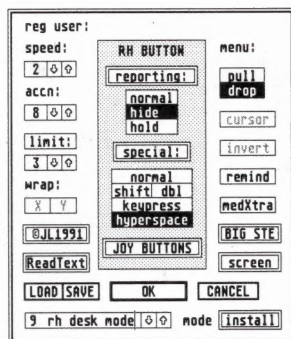 reg user:
speed: RH BUTTON menu:
2 ⇩ ⇧ reporting: pull
accn: normal drop
8 ⇩ ⇧ hide cursor
limit: hold invert
3 ⇩ ⇧ special:
wrap: normal remind
X Y shift dbl medXtra
keypress
hyperspace
©JL1991 BIG STE
ReadText JOY BUTTONS screen
LOAD SAVE OK CANCEL
9 rh desk mode ⇩ ⇧ mode install